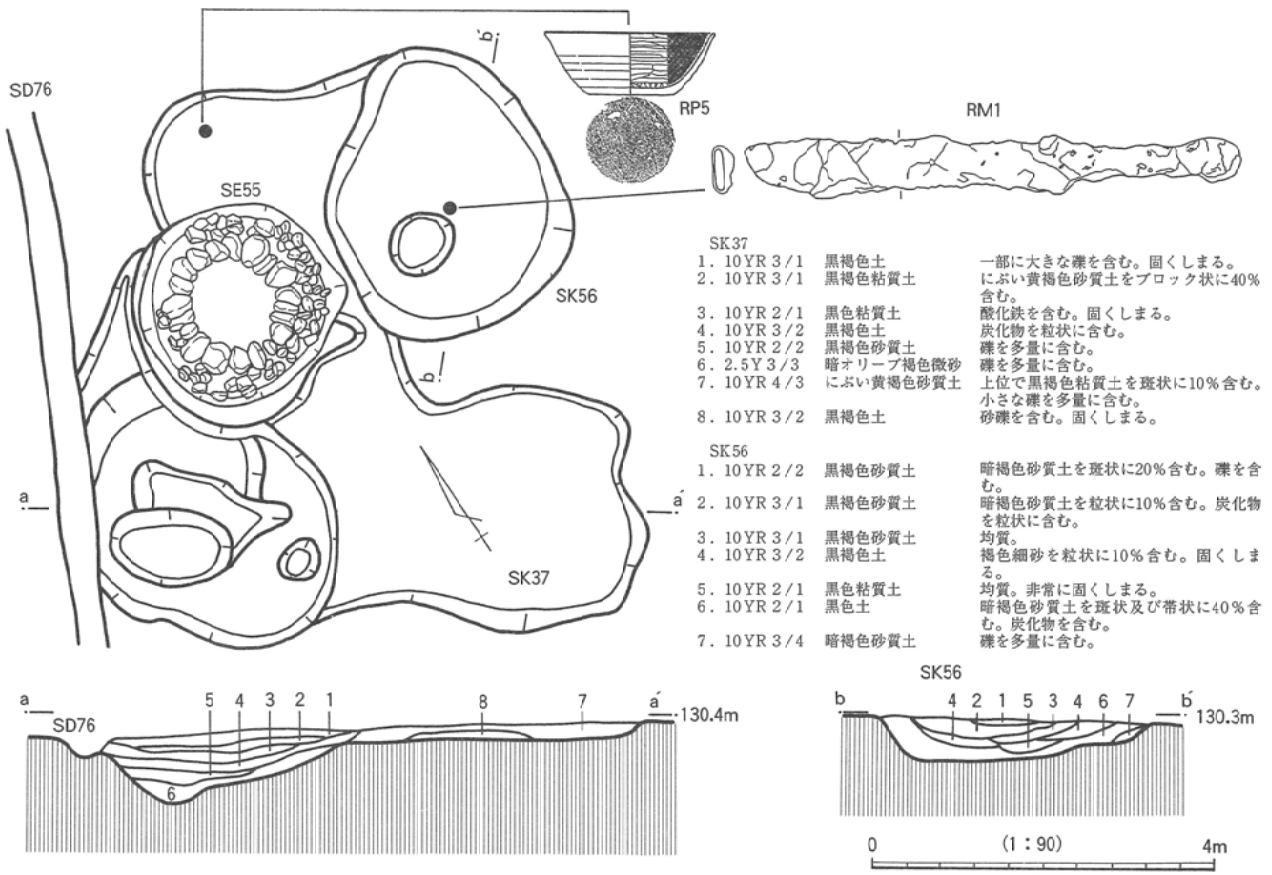 SD76
b´
RP5
RM1
SE55
SK56
b
a
a´
SK37
SK37
1. 10YR 3/1 黒褐色土 一部に大きな礫を含む。固くしまる。
2. 10YR 3/1 黒褐色粘質土 にぶい黄褐色砂質土をブロック状に40%
含む。
3. 10YR 2/1 黒色粘質土 酸化鉄を含む。固くしまる。
4. 10YR 3/2 黒褐色土 炭化物を粒状に含む。
5. 10YR 2/2 黒褐色砂質土 礫を多量に含む。
6. 2.5Y 3/3 暗オリーブ褐色微砂 礫を多量に含む。
7. 10YR 4/3 にぶい黄褐色砂質土 上位で黒褐色粘質土を斑状に10%含む。
小さな礫を多量に含む。
8. 10YR 3/2 黒褐色土 砂礫を含む。固くしまる。
SK56
1. 10YR 2/2 黒褐色砂質土 暗褐色砂質土を斑状に20%含む。礫を含
む。
2. 10YR 3/1 黒褐色砂質土 暗褐色砂質土を粒状に10%含む。炭化物
を粒状に含む。
3. 10YR 3/1 黒褐色砂質土 均質。
4. 10YR 3/2 黒褐色土 褐色細砂を粒状に10%含む。固くしま
る。
5. 10YR 2/1 黒色粘質土 均質。非常に固くしまる。
6. 10YR 2/1 黒色土 暗褐色砂質土を斑状及び帯状に40%含
む。炭化物を含む。
7. 10YR 3/4 暗褐色砂質土 礫を多量に含む。
a 5 4 3 2 1 8 7 a´ 130.4m
SD76
6
SK56
b 4 2 1 5 3 4 6 7 b´ 130.3m
0 (1:90) 4m